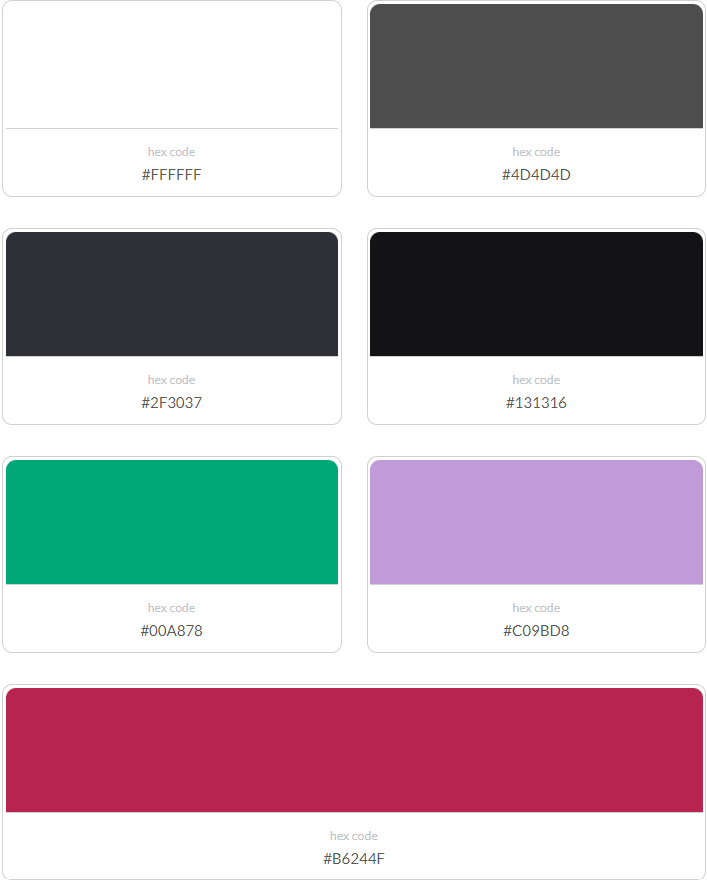 hex code
#FFFFFF
hex code
#4D4D4D
hex code
#2F3037
hex code
#131316
hex code
#00A878
hex code
#C09BD8
hex code
#B6244F